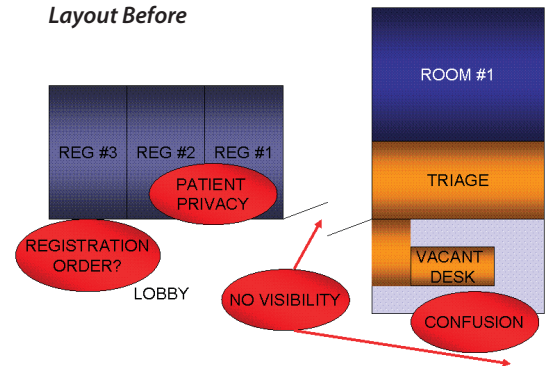 Layout Before
ROOM #1
REG #3
REG #2
REG #1
PATIENT
PRIVACY
TRIAGE
REGISTRATION
ORDER?
VACANT
DESK
LOBBY
NO VISIBILITY
CONFUSION